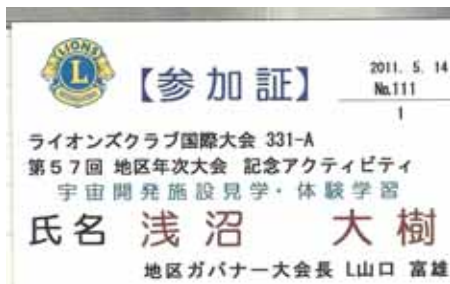 LIONS
L
【参加証】
2011. 5. 14
No.111
1
ライオンズクラブ国際大会 331-A
第57回 地区年次大会 記念アクティビティ
宇宙開発施設見学・体験学習
氏名 浅沼 大樹
地区ガバナー大会長 L山口 富雄